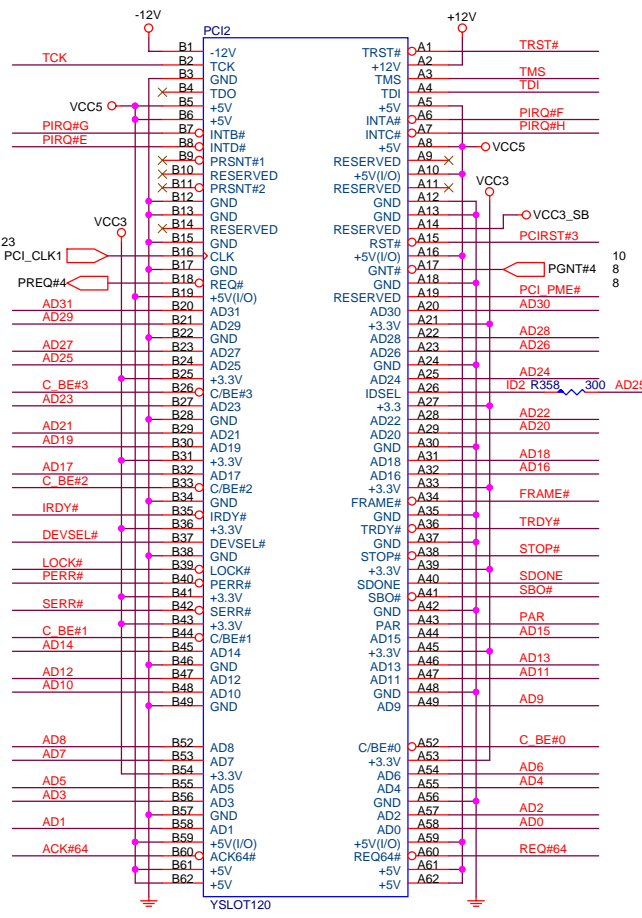 -12V +12V
PCI2
B1 -12V TRST# A1 TRST#
TCK B2 TCK +12V A2
B3 GND TMS A3 TMS
B4 TDO TDI A4 TDI
VCC5 B5 +5V +5V A5
B6 +5V INTA# A6 PIRQ#F
PIRQ#G B7 INTB# INTC# A7 PIRQ#H
PIRQ#E B8 INTD# +5V A8 VCC5
B9 PRSNT#1 RESERVED A9
B10 RESERVED +5V(I/O) A10
B11 PRSNT#2 RESERVED A11 VCC3
B12 GND GND A12
B13 GND GND A13
VCC3 B14 RESERVED RESERVED A14 VCC3_SB
23 B15 GND RST# A15 PCIRST#3
PCI_CLK1 B16 CLK +5V(I/O) A16 10
B17 GND GNT# A17 PGNT#4 8
PREQ#4 B18 REQ# GND A18 8
B19 +5V(I/O) RESERVED A19 PCI_PME#
AD31 B20 AD31 AD30 A20 AD30
AD29 B21 AD29 +3.3V A21
B22 GND AD28 A22 AD28
AD27 B23 AD27 AD26 A23 AD26
AD25 B24 AD25 GND A24
B25 +3.3V AD24 A25 AD24
C_BE#3 B26 C/BE#3 IDSEL A26 ID2 R358 300 AD25
AD23 B27 AD23 +3.3 A27
B28 GND AD22 A28 AD22
AD21 B29 AD21 AD20 A29 AD20
AD19 B30 AD19 GND A30
B31 +3.3V AD18 A31 AD18
AD17 B32 AD17 AD16 A32 AD16
C_BE#2 B33 C/BE#2 +3.3V A33
B34 GND FRAME# A34 FRAME#
IRDY# B35 IRDY# GND A35
B36 +3.3V TRDY# A36 TRDY#
DEVSEL# B37 DEVSEL# GND A37
B38 GND STOP# A38 STOP#
LOCK# B39 LOCK# +3.3V A39
PERR# B40 PERR# SDONE A40 SDONE
B41 +3.3V SBO# A41 SBO#
SERR# B42 SERR# GND A42
B43 +3.3V PAR A43 PAR
C_BE#1 B44 C/BE#1 AD15 A44 AD15
AD14 B45 AD14 +3.3V A45
B46 GND AD13 A46 AD13
AD12 B47 AD12 AD11 A47 AD11
AD10 B48 AD10 GND A48
B49 GND AD9 A49 AD9
AD8 B52 AD8 C/BE#0 A52 C_BE#0
AD7 B53 AD7 +3.3V A53
B54 +3.3V AD6 A54 AD6
AD5 B55 AD5 AD4 A55 AD4
AD3 B56 AD3 GND A56
B57 GND AD2 A57 AD2
AD1 B58 AD1 AD0 A58 AD0
B59 +5V(I/O) +5V(I/O) A59
ACK#64 B60 ACK64# REQ64# A60 REQ#64
B61 +5V +5V A61
B62 +5V +5V A62
YSLOT120